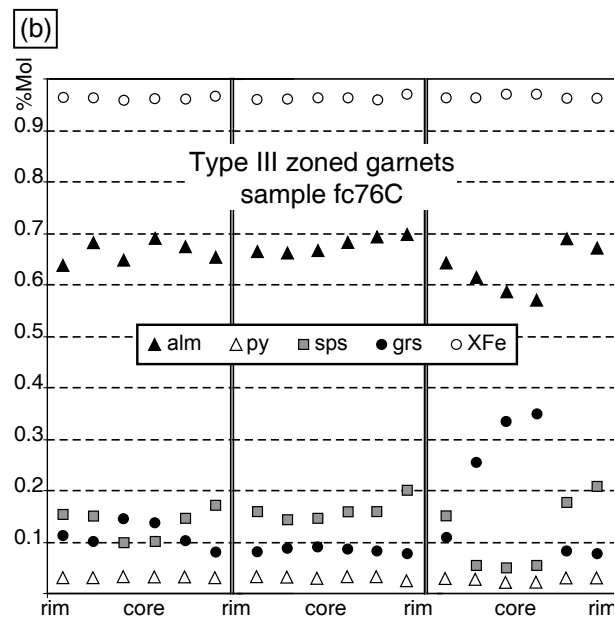 (b)
%Mol
0.9
Type III zoned garnets
sample fc76C
0.8
0.7
0.6
0.5
alm py sps grs XFe
0.4
0.3
0.2
0.1
rim core rim core rim core rim